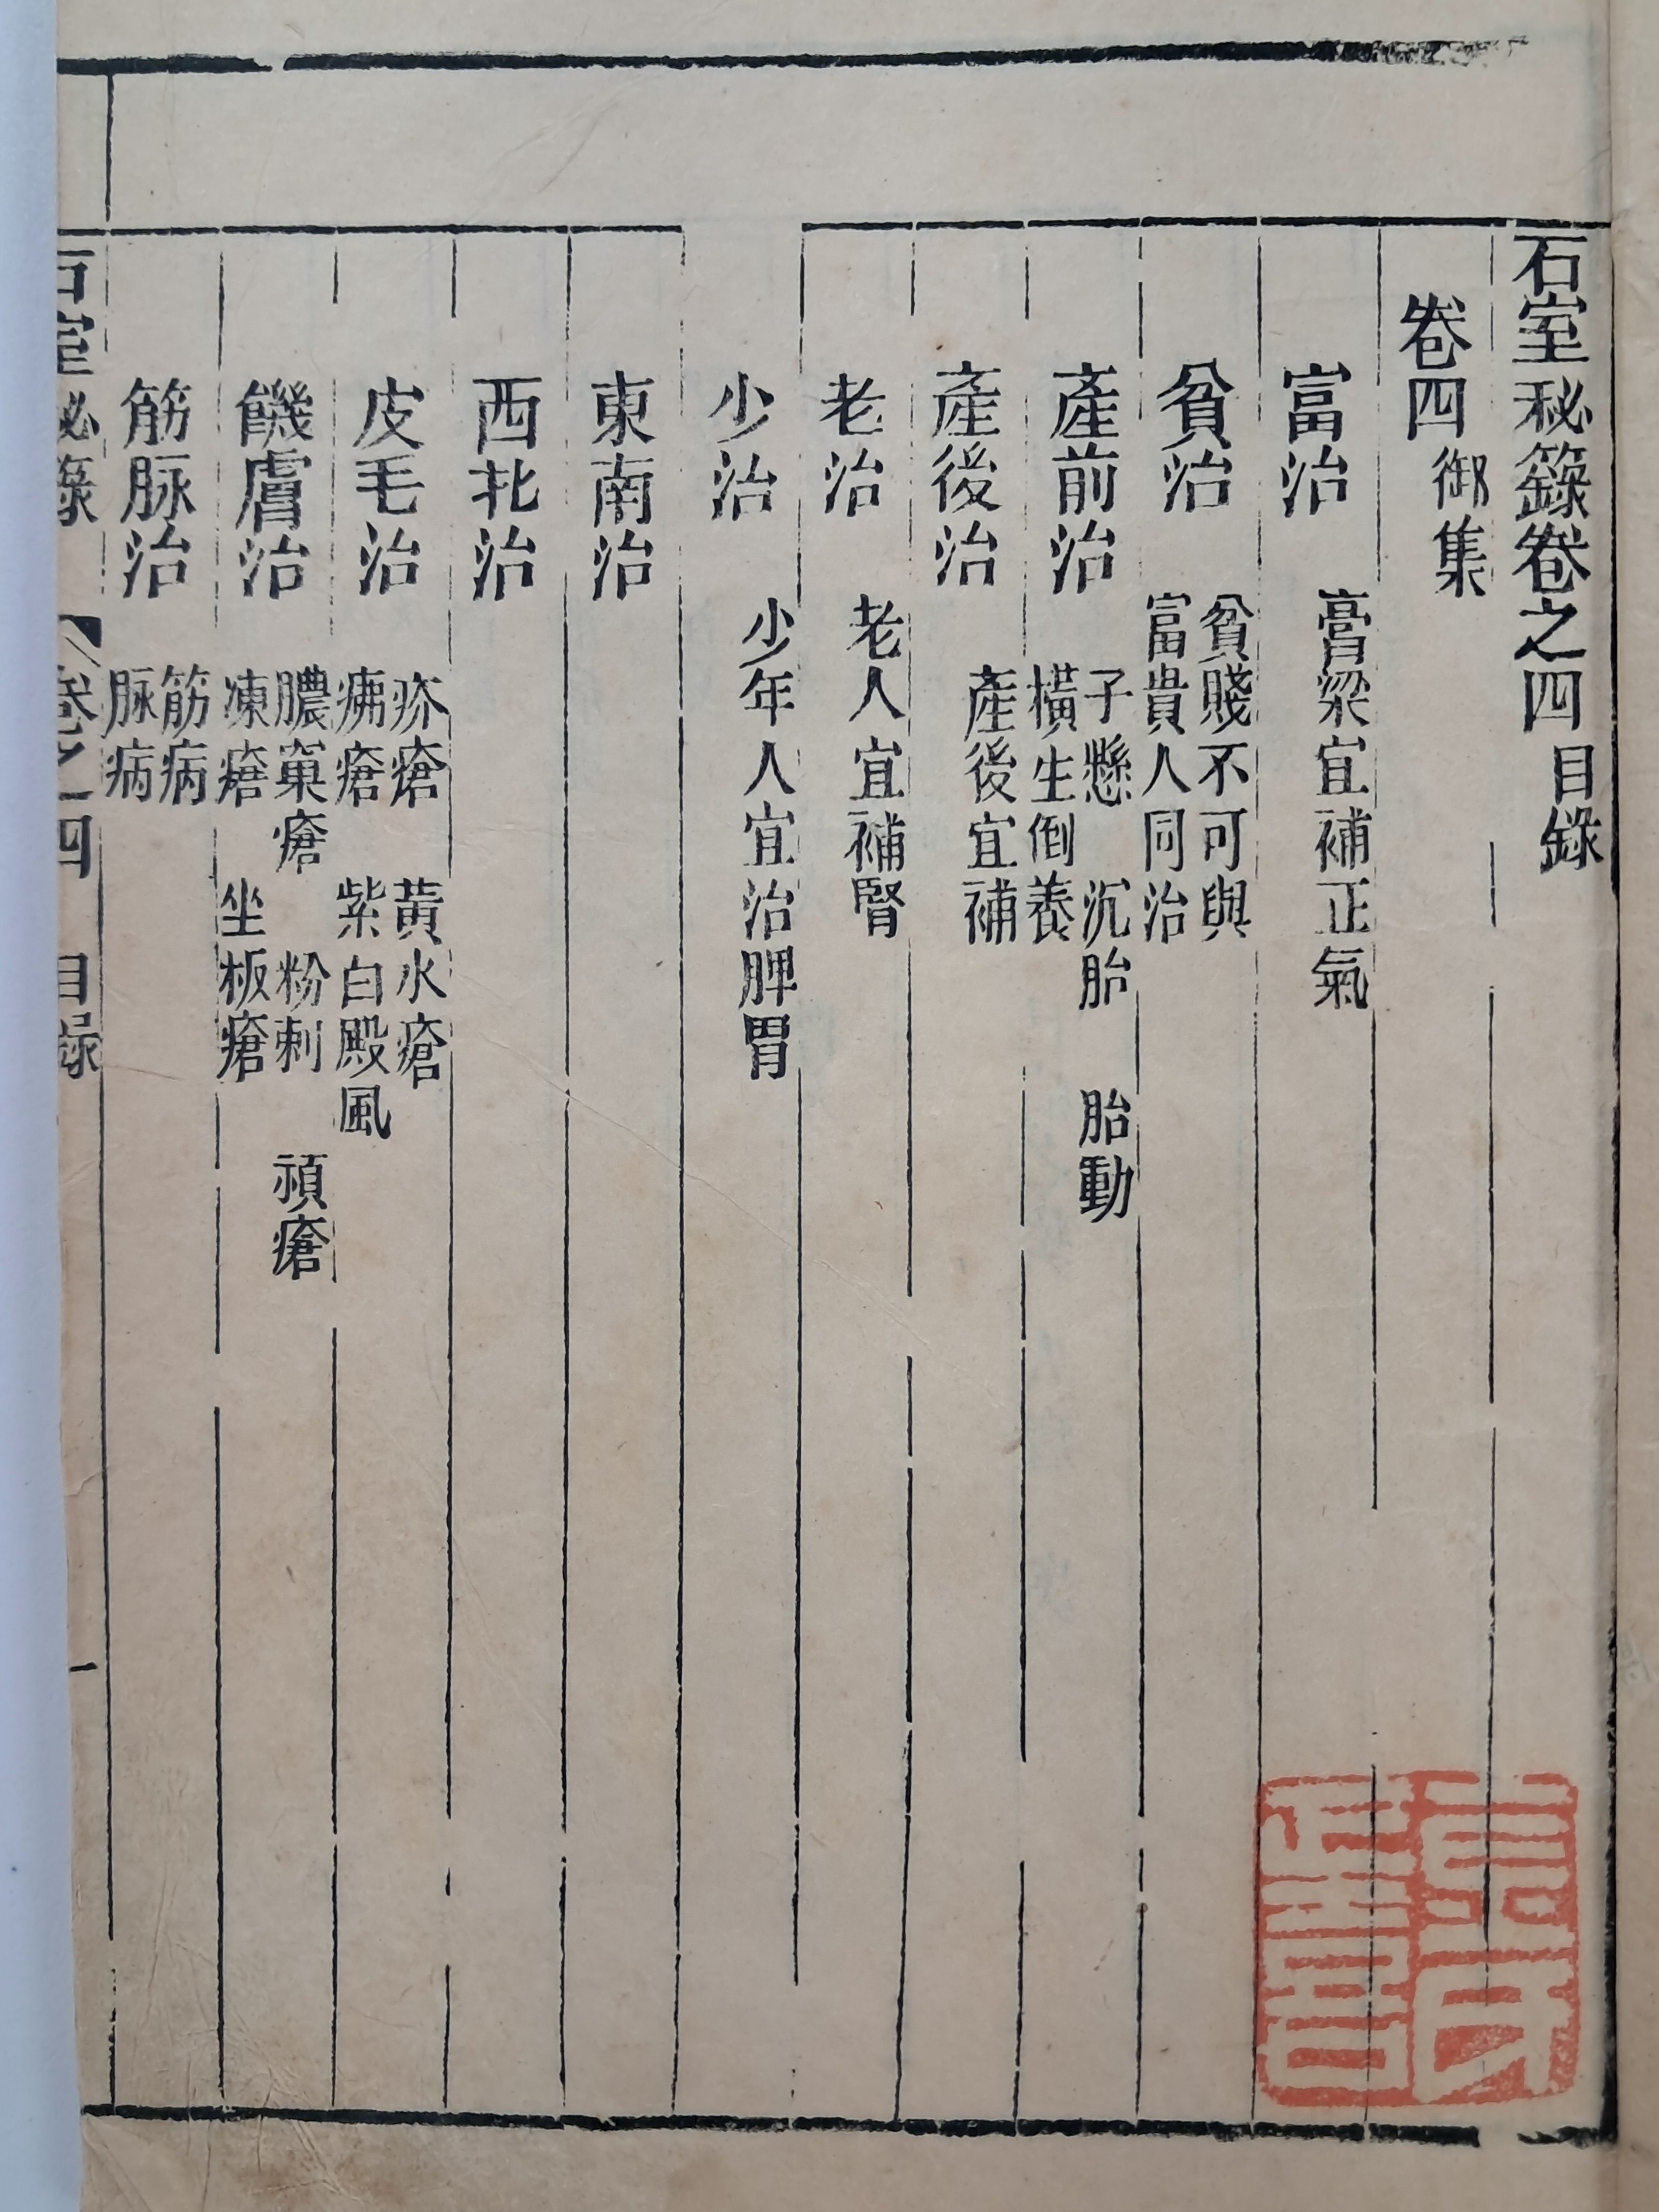 石室秘籙卷之四目錄
卷四御集
富治 膏梁宜補正氣
貧治 貧賤不可與
富貴人同治
產前治 子懸 沉胎 胎動
橫生倒養
產後治 產後宜補
老治 老人宜補腎
少治 少年人宜治脾胃
東南治
西北治
皮毛治 疥瘡 黃水瘡
疿瘡 紫白殿風
饑膚治 膿菓瘡 粉刺 頑瘡
凍瘡 坐板瘡
筋脉治 筋病
脉病
石室秘籙 卷之四 目錄 一